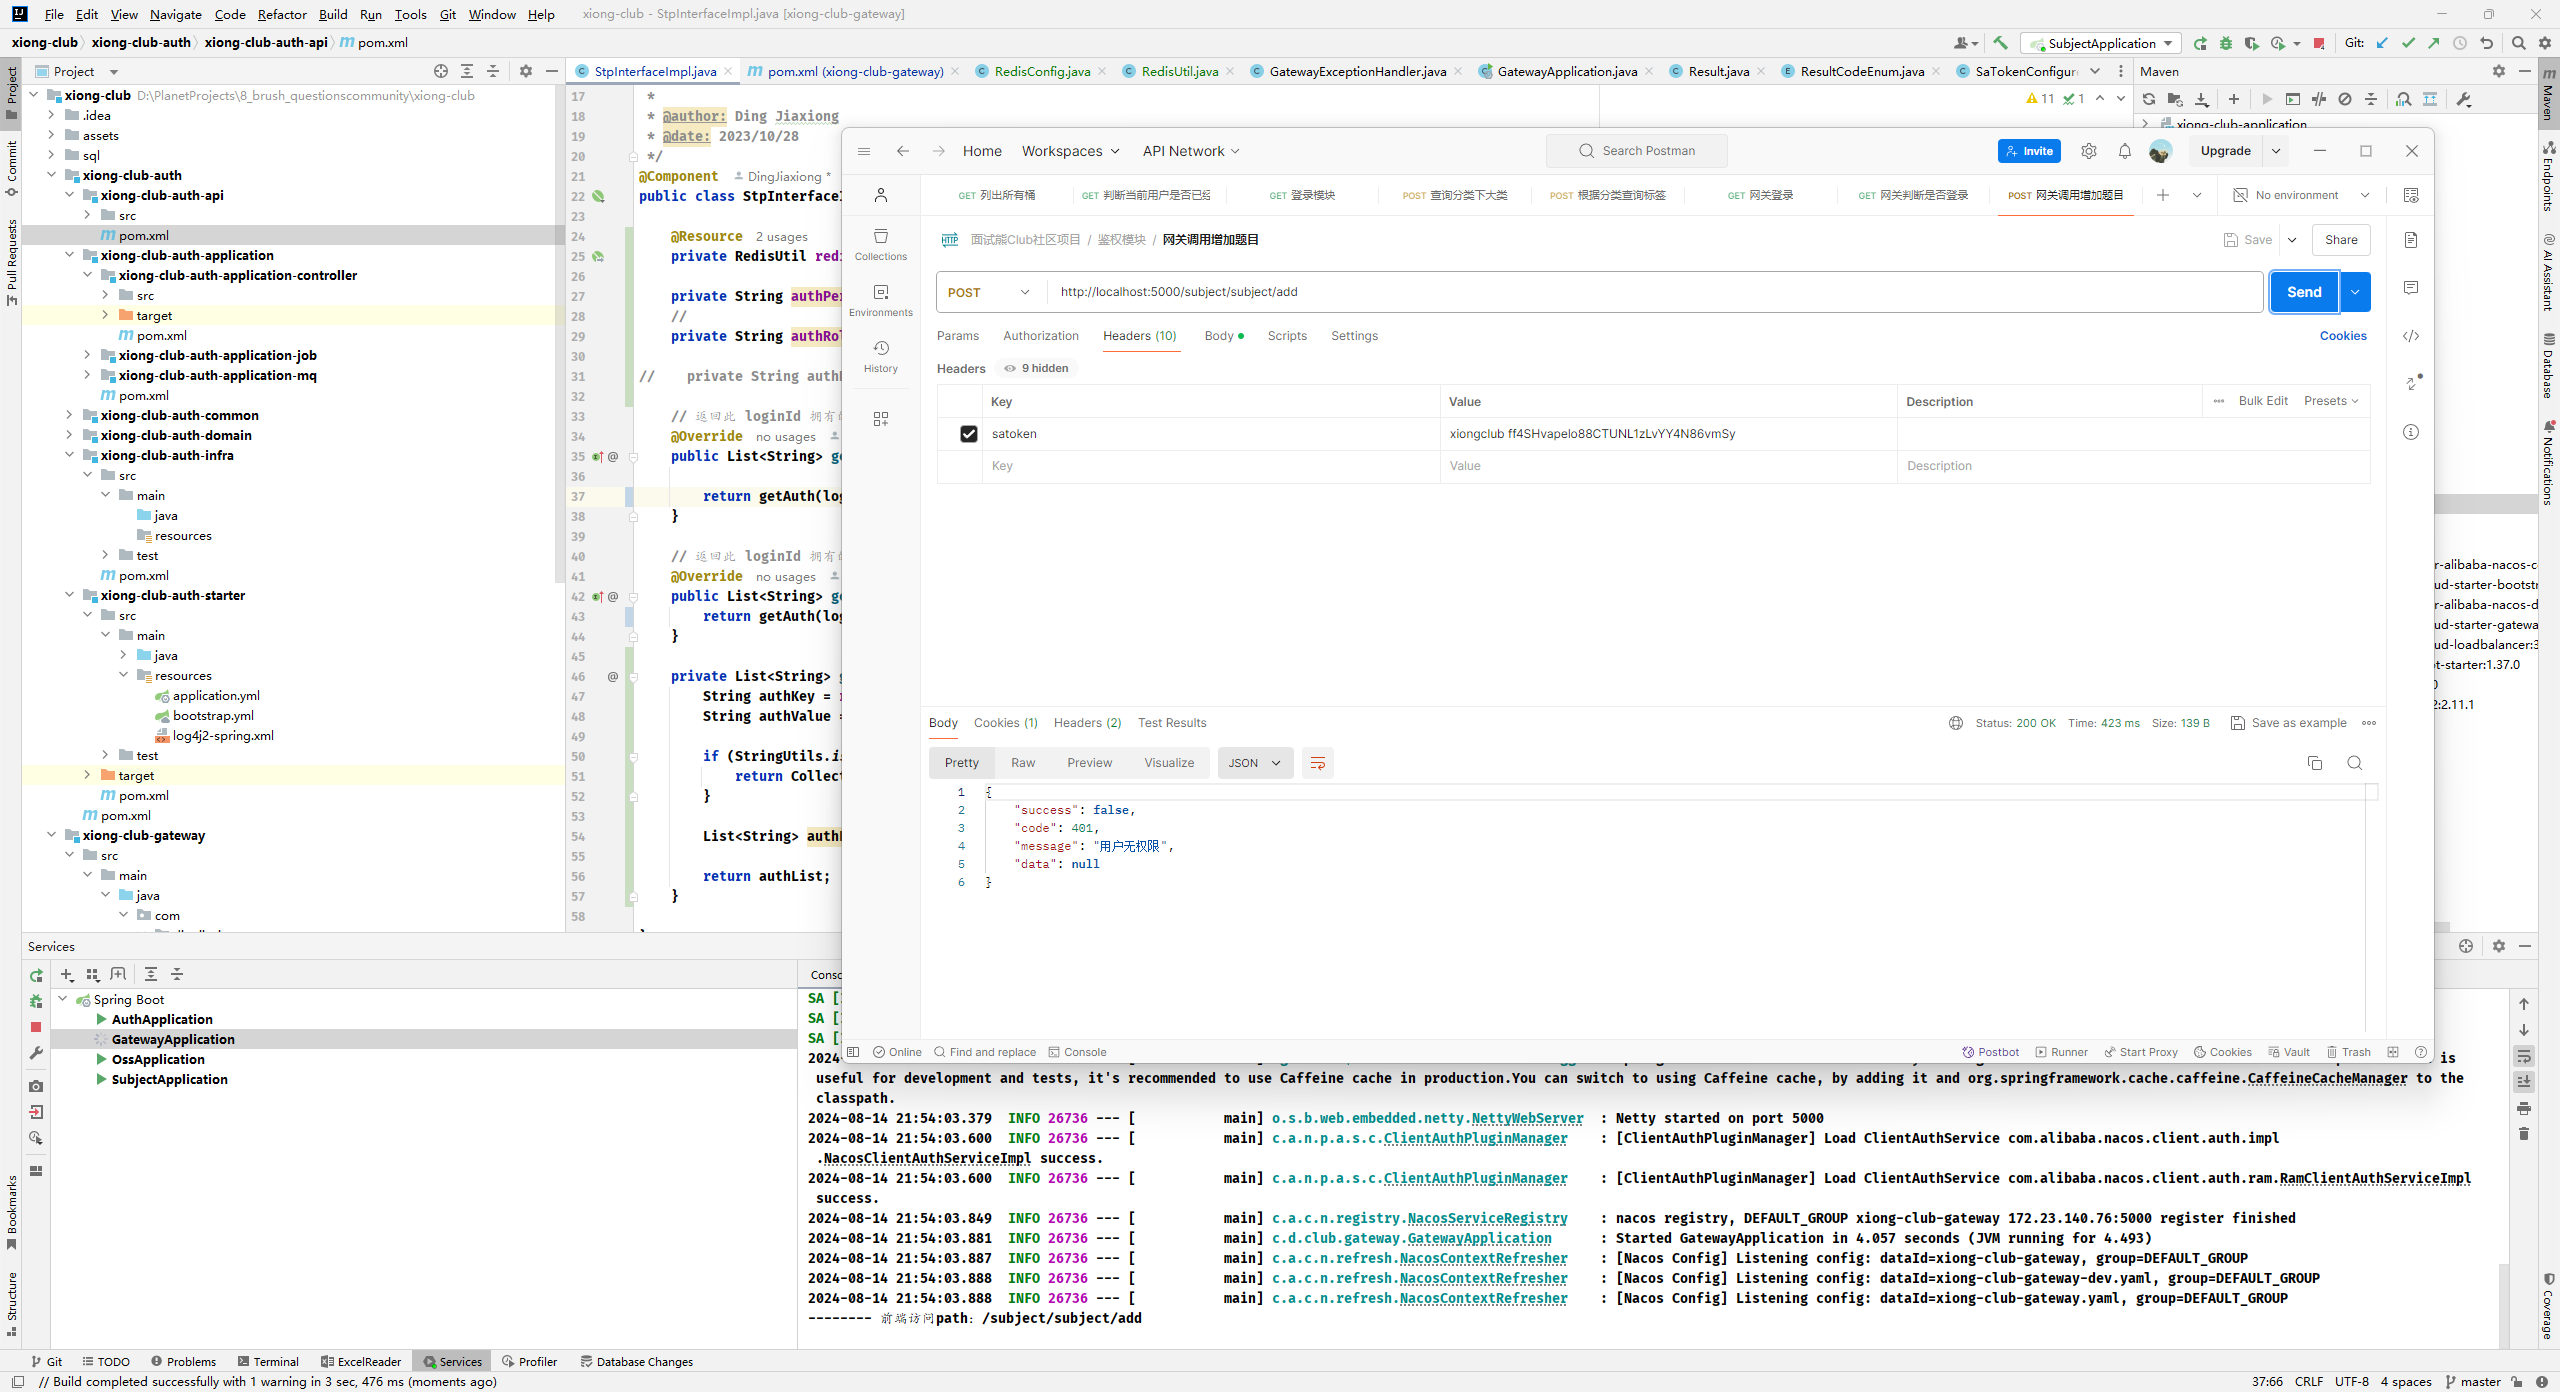 File Edit View Navigate Code Refactor Build Run Tools Git Window Help xiong-club - StpInterfaceImpl.java [xiong-club-gateway]
xiong-club xiong-club-auth xiong-club-auth-api pom.xml
SubjectApplication Git:
Project
StpInterfaceImpl.java pom.xml (xiong-club-gateway) RedisConfig.java RedisUtil.java GatewayExceptionHandler.java GatewayApplication.java Result.java ResultCodeEnum.java SaTokenConfigur
Maven
Project
Commit
Pull Requests
Bookmarks
Structure
xiong-club D:\PlanetProjects\8_brush_questionscommunity\xiong-club
.idea
assets
sql
xiong-club-auth
xiong-club-auth-api
src
pom.xml
xiong-club-auth-application
xiong-club-auth-application-controller
src
target
pom.xml
xiong-club-auth-application-job
xiong-club-auth-application-mq
pom.xml
xiong-club-auth-common
xiong-club-auth-domain
xiong-club-auth-infra
src
main
java
resources
test
pom.xml
xiong-club-auth-starter
src
main
java
resources
application.yml
bootstrap.yml
log4j2-spring.xml
test
target
pom.xml
pom.xml
xiong-club-gateway
src
main
java
com
11 1
17 *
18 * @author: Ding Jiaxiong
19 * @date: 2023/10/28
20 */
21 @Component DingJiaxiong *
22 public class StpInterfaceI
23
24 @Resource 2 usages
25 private RedisUtil redi
26
27 private String authPer
28 //
29 private String authRol
30
31 // private String auth
32
33 // 返回此 loginId 拥有
34 @Override no usages
35 public List<String> ge
36
37 return getAuth(log
38 }
39
40 // 返回此 loginId 拥有
41 @Override no usages
42 public List<String> ge
43 return getAuth(log
44 }
45
46 private List<String> g
47 String authKey = r
48 String authValue =
49
50 if (StringUtils.is
51 return Collect
52 }
53
54 List<String> authL
55
56 return authList;
57 }
58
xiong-club-application
Home Workspaces API Network Search Postman Invite Upgrade
GET 列出所有桶 GET 判断当前用户是否已经 GET 登录模块 POST 查询分类下大类 POST 根据分类查询标签 GET 网关登录 GET 网关判断是否登录 POST 网关调用增加题目 No environment
HTTP 面试熊Club社区项目 / 鉴权模块 / 网关调用增加题目 Save Share
Collections
Environments
History
POST http://localhost:5000/subject/subject/add Send
Params Authorization Headers (10) Body Scripts Settings Cookies
Headers 9 hidden
Key Value Description Bulk Edit Presets
satoken xiongclub ff4SHvapelo88CTUNL1zLvYY4N86vmSy
Key Value Description
Body Cookies (1) Headers (2) Test Results Status: 200 OK Time: 423 ms Size: 139 B Save as example
Pretty Raw Preview Visualize JSON
1 {
2 "success": false,
3 "code": 401,
4 "message": "用户无权限",
5 "data": null
6 }
Online Find and replace Console Postbot Runner Start Proxy Cookies Vault Trash
r-alibaba-nacos-c
ud-starter-bootstr
r-alibaba-nacos-d
ud-starter-gatewa
ud-loadbalancer:3
t-starter:1.37.0
2:2.11.1
Maven
Endpoints
AI Assistant
Database
Notifications
Coverage
Services
Spring Boot
AuthApplication
GatewayApplication
OssApplication
SubjectApplication
Conso
SA [
SA [
SA [
2024 is
useful for development and tests, it's recommended to use Caffeine cache in production.You can switch to using Caffeine cache, by adding it and org.springframework.cache.caffeine.CaffeineCacheManager to the
classpath.
2024-08-14 21:54:03.379 INFO 26736 --- [ main] o.s.b.web.embedded.netty.NettyWebServer : Netty started on port 5000
2024-08-14 21:54:03.600 INFO 26736 --- [ main] c.a.n.p.a.s.c.ClientAuthPluginManager : [ClientAuthPluginManager] Load ClientAuthService com.alibaba.nacos.client.auth.impl
.NacosClientAuthServiceImpl success.
2024-08-14 21:54:03.600 INFO 26736 --- [ main] c.a.n.p.a.s.c.ClientAuthPluginManager : [ClientAuthPluginManager] Load ClientAuthService com.alibaba.nacos.client.auth.ram.RamClientAuthServiceImpl
success.
2024-08-14 21:54:03.849 INFO 26736 --- [ main] c.a.c.n.registry.NacosServiceRegistry : nacos registry, DEFAULT_GROUP xiong-club-gateway 172.23.140.76:5000 register finished
2024-08-14 21:54:03.881 INFO 26736 --- [ main] c.d.club.gateway.GatewayApplication : Started GatewayApplication in 4.057 seconds (JVM running for 4.493)
2024-08-14 21:54:03.887 INFO 26736 --- [ main] c.a.c.n.refresh.NacosContextRefresher : [Nacos Config] Listening config: dataId=xiong-club-gateway, group=DEFAULT_GROUP
2024-08-14 21:54:03.888 INFO 26736 --- [ main] c.a.c.n.refresh.NacosContextRefresher : [Nacos Config] Listening config: dataId=xiong-club-gateway-dev.yaml, group=DEFAULT_GROUP
2024-08-14 21:54:03.888 INFO 26736 --- [ main] c.a.c.n.refresh.NacosContextRefresher : [Nacos Config] Listening config: dataId=xiong-club-gateway.yaml, group=DEFAULT_GROUP
-------- 前端访问path: /subject/subject/add
Git TODO Problems Terminal ExcelReader Services Profiler Database Changes
// Build completed successfully with 1 warning in 3 sec, 476 ms (moments ago) 37:66 CRLF UTF-8 4 spaces master